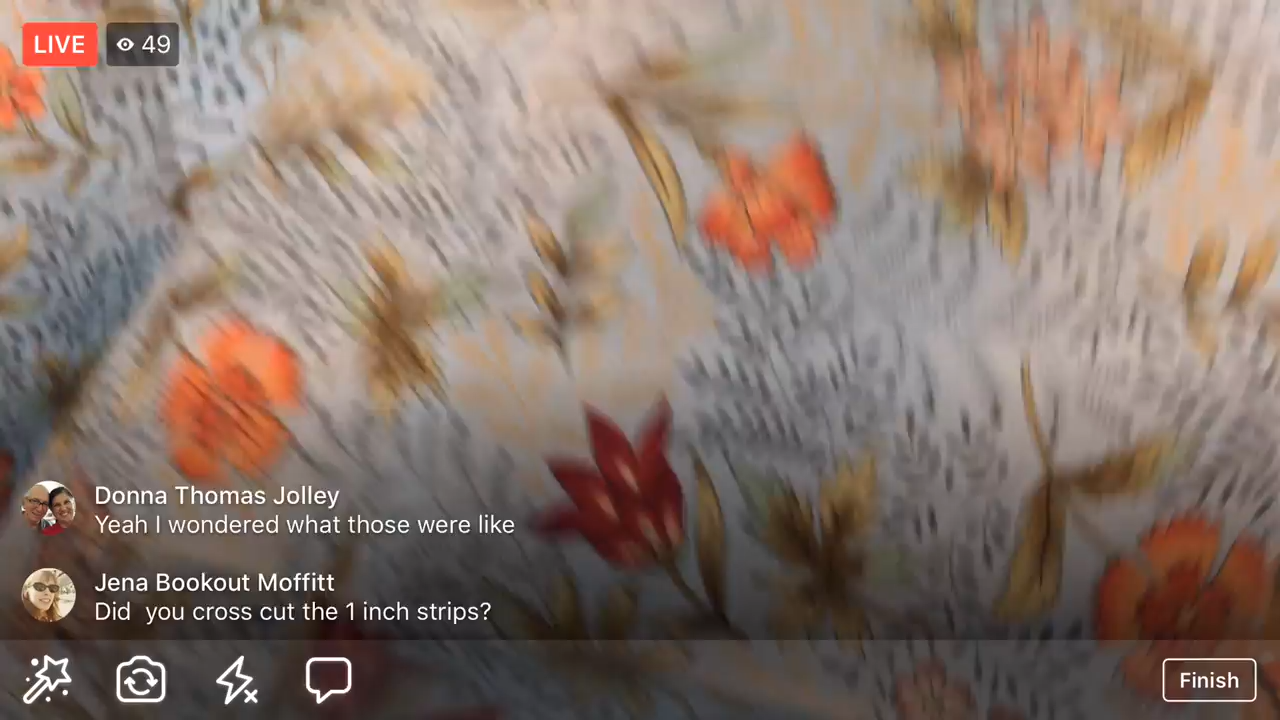 LIVE 49
Donna Thomas Jolley
Yeah I wondered what those were like
Jena Bookout Moffitt
Did  you cross cut the 1 inch strips?
Finish